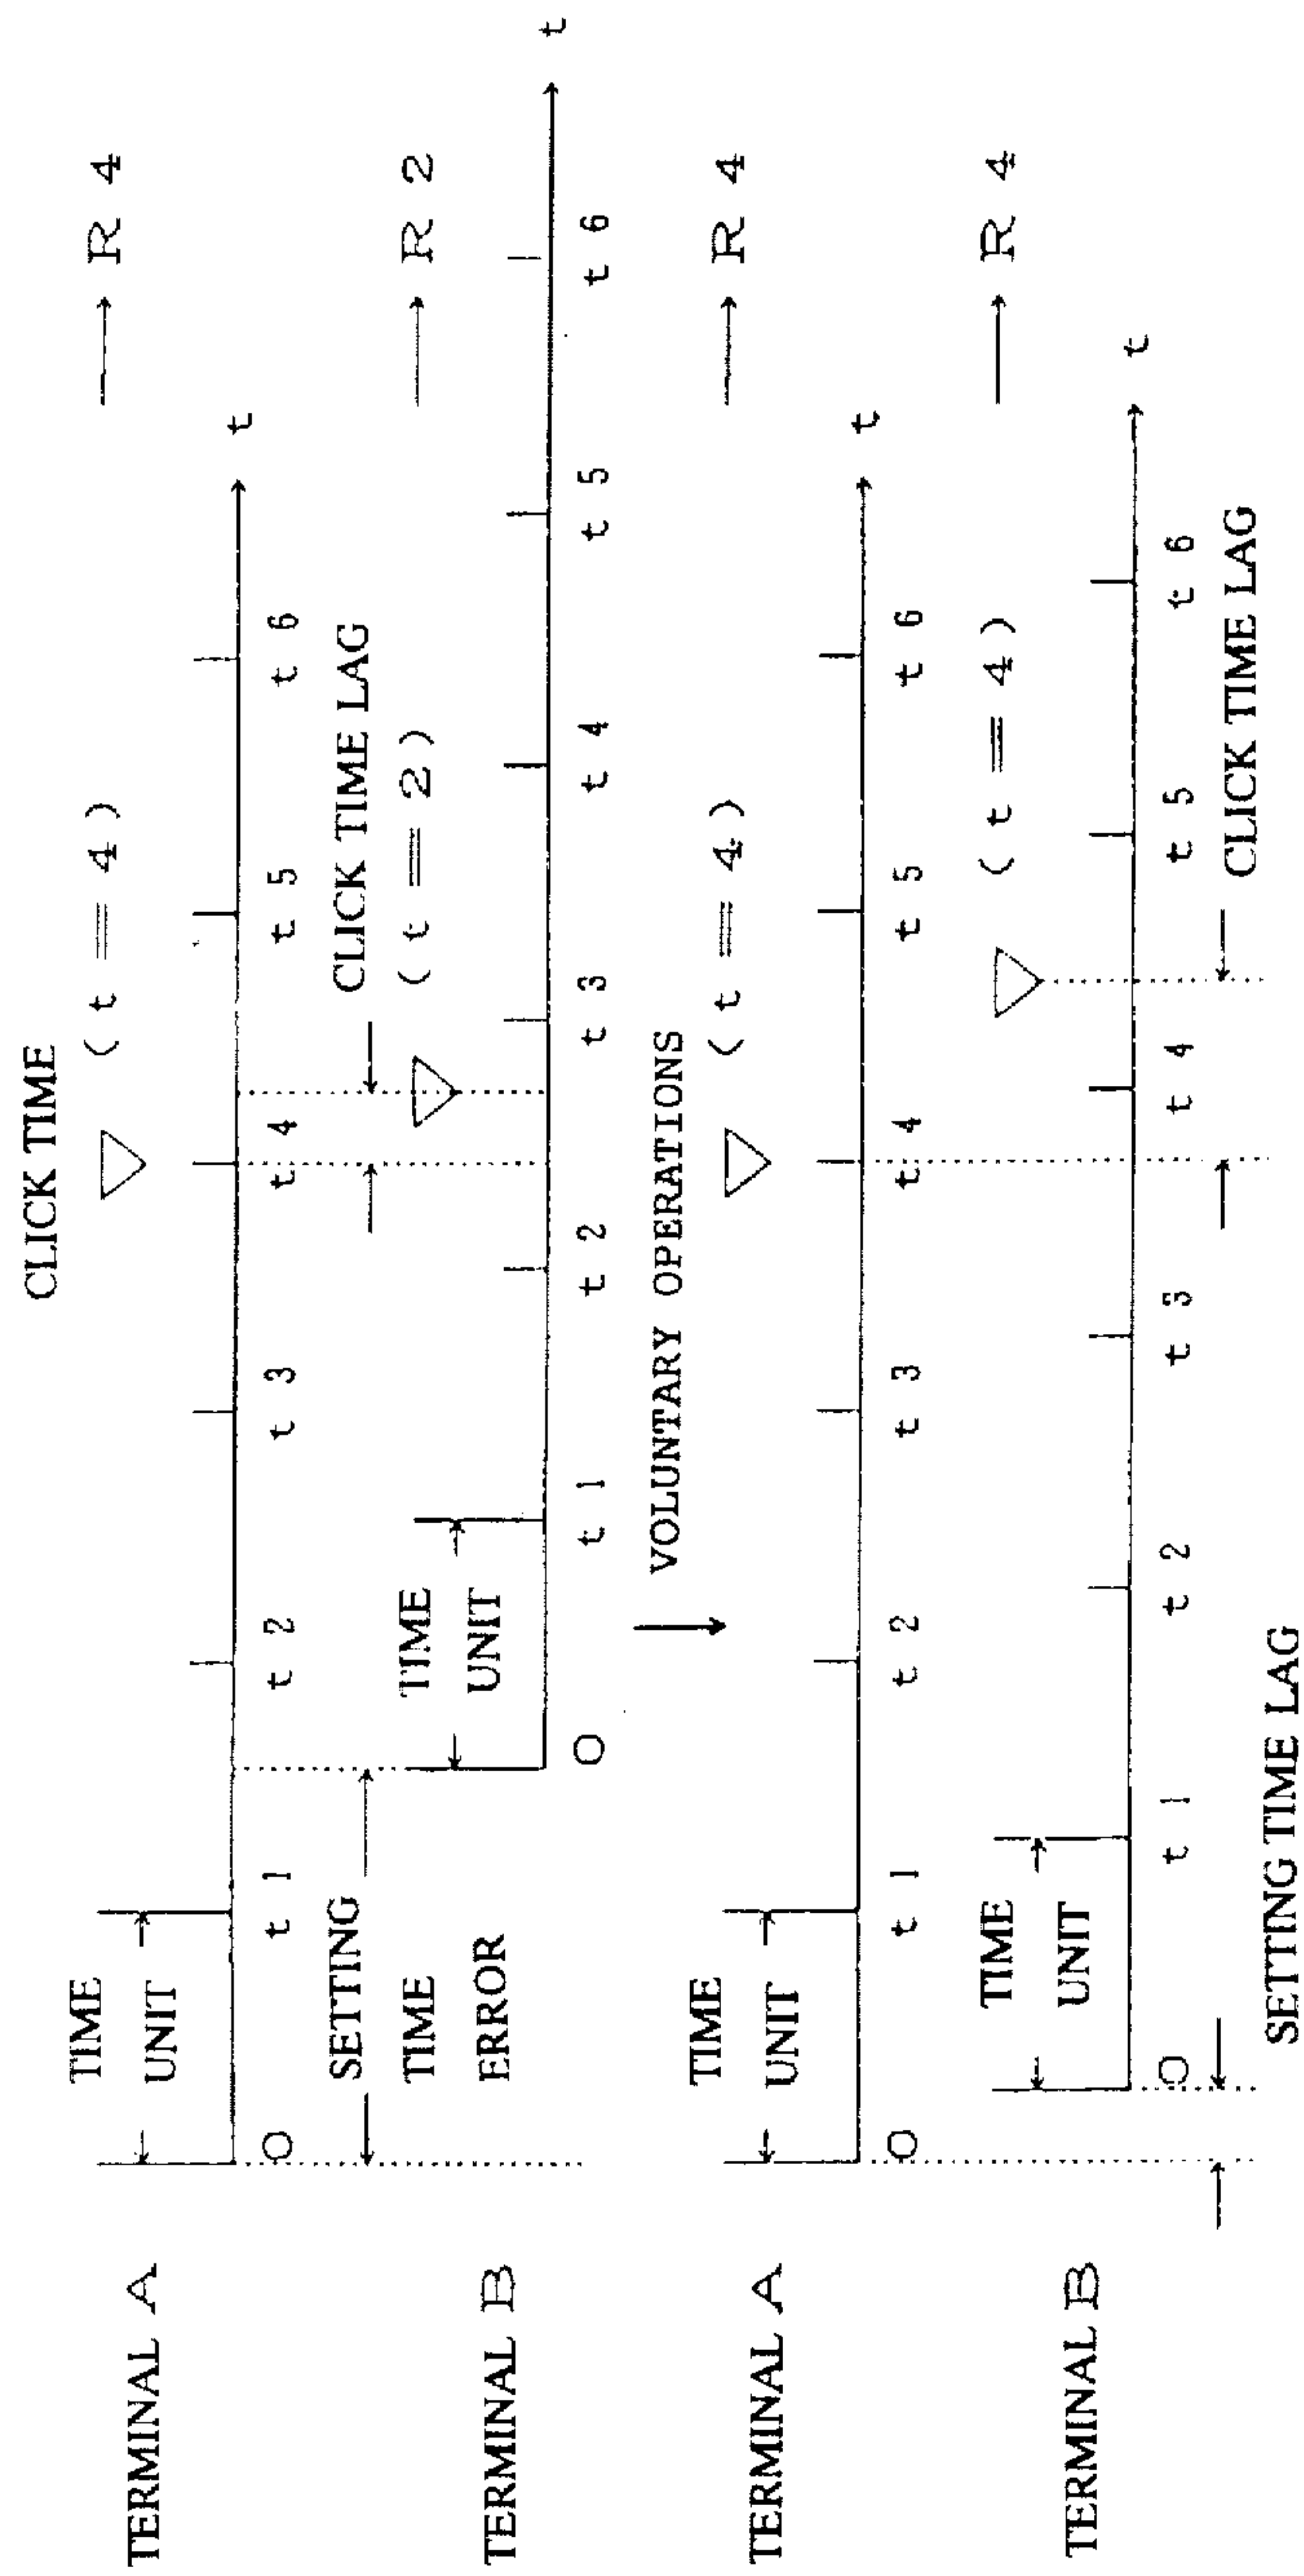 CLICK TIME
TIME
UNIT
▽ ( t = 4 ) → R 4
TERMINAL A
O t 1 t 2 t 3 t 4 t 5 t 6 t
SETTING
TIME
ERROR
CLICK TIME LAG
TIME
UNIT
▽ ( t = 2 ) → R 2
TERMINAL B
O t 1 t 2 t 3 t 4 t 5 t 6 t
VOLUNTARY OPERATIONS
TIME
UNIT
▽ ( t = 4 ) → R 4
TERMINAL A
O t 1 t 2 t 3 t 4 t 5 t 6 t
TIME
UNIT
▽ ( t = 4 ) → R 4
TERMINAL B
O t 1 t 2 t 3 t 4 t 5 t 6 t
CLICK TIME LAG
SETTING TIME LAG